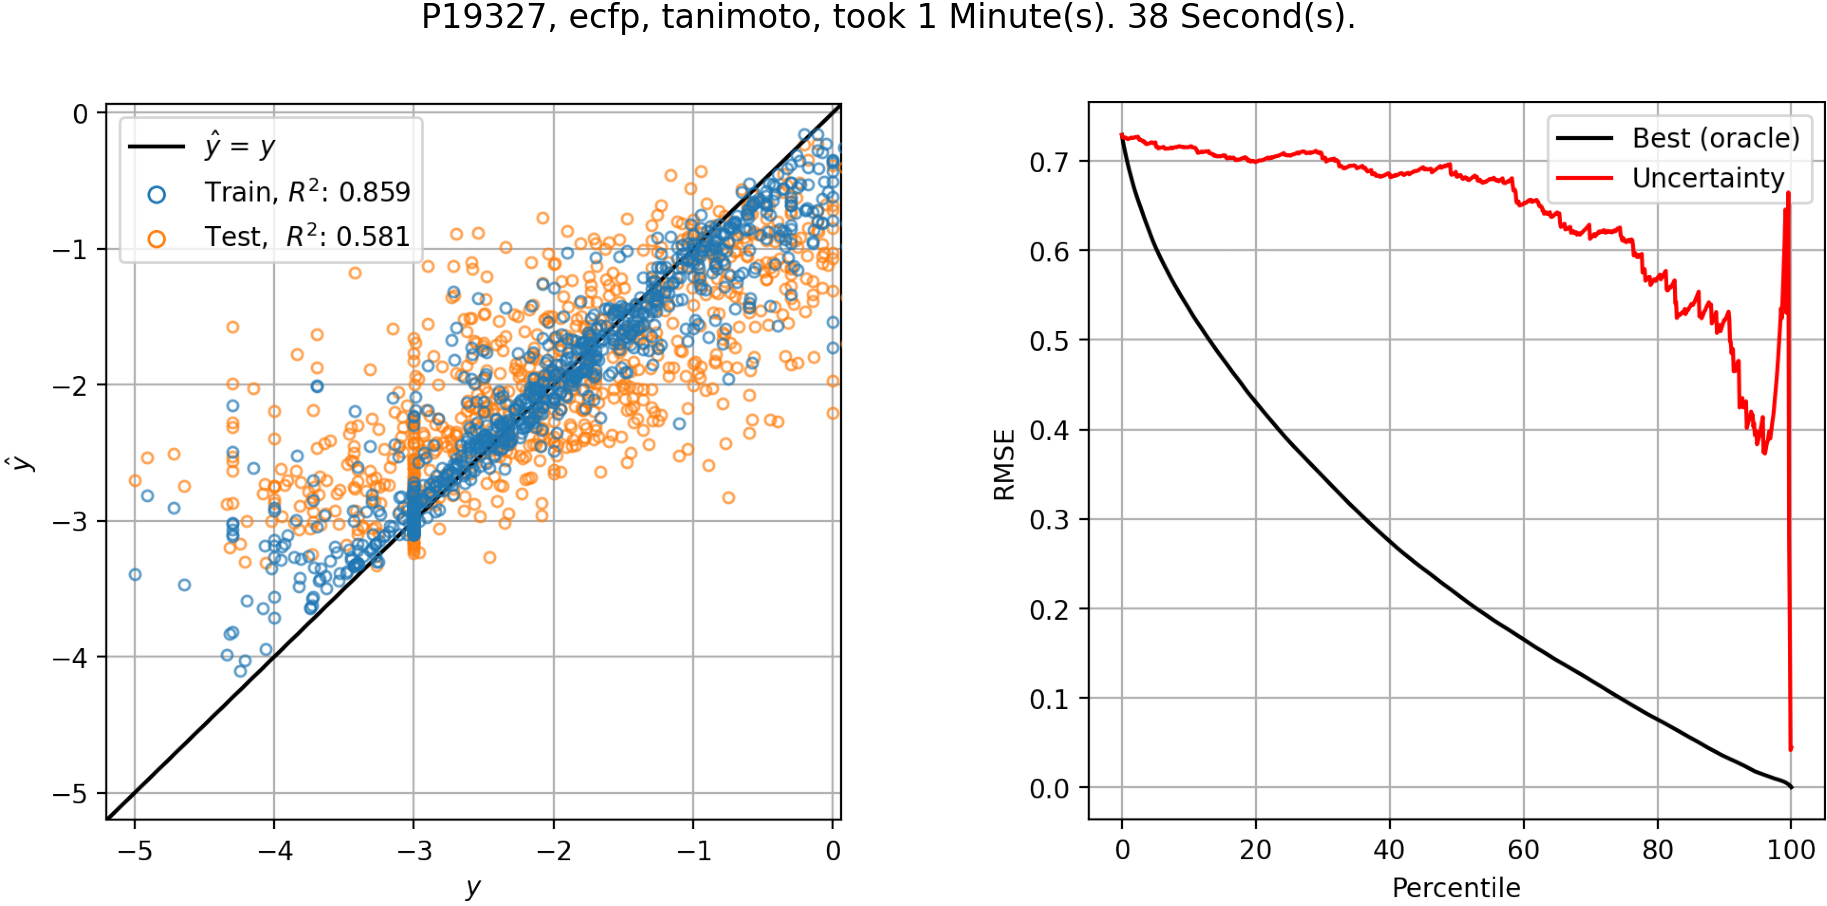 P19327, ecfp, tanimoto, took 1 Minute(s). 38 Second(s).
ŷ = y
Train, R²: 0.859
Test, R²: 0.581
0
−1
−2
−3
−4
−5
ŷ
−5 −4 −3 −2 −1 0
y
Best (oracle)
Uncertainty
0.7
0.6
0.5
0.4
0.3
0.2
0.1
0.0
RMSE
0 20 40 60 80 100
Percentile